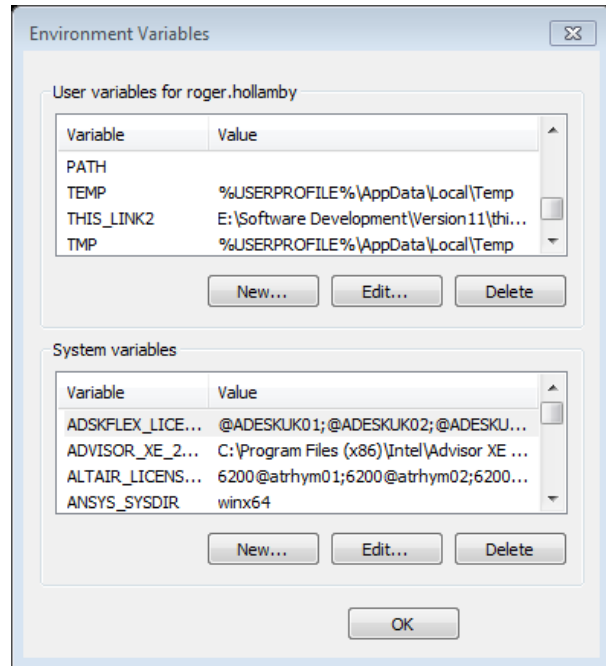 Environment Variables
User variables for roger.hollamby
Variable Value
PATH
TEMP %USERPROFILE%\AppData\Local\Temp
THIS_LINK2 E:\Software Development\Version11\thi...
TMP %USERPROFILE%\AppData\Local\Temp
New... Edit... Delete
System variables
Variable Value
ADSKFLEX_LICE... @ADESKUK01;@ADESKUK02;@ADESKU...
ADVISOR_XE_2... C:\Program Files (x86)\Intel\Advisor XE ...
ALTAIR_LICENS... 6200@atrhym01;6200@atrhym02;6200...
ANSYS_SYSDIR winx64
New... Edit... Delete
OK